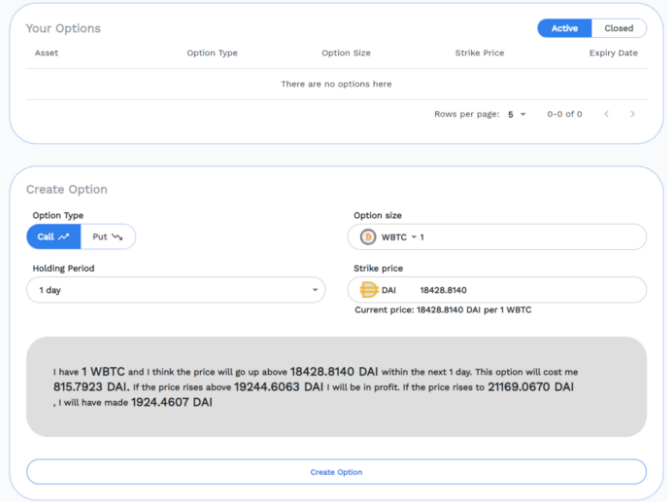 Your Options
Active Closed
Asset Option Type Option Size Strike Price Expiry Date
There are no options here
Rows per page: 5 0-0 of 0
Create Option
Option Type
Option size
Call Put
WBTC 1
Holding Period
Strike price
1 day
DAI 18428.8140
Current price: 18428.8140 DAI per 1 WBTC
I have 1 WBTC and I think the price will go up above 18428.8140 DAI within the next 1 day. This option will cost me
815.7923 DAI. If the price rises above 19244.6063 DAI I will be in profit. If the price rises to 21169.0670 DAI
, I will have made 1924.4607 DAI
Create Option